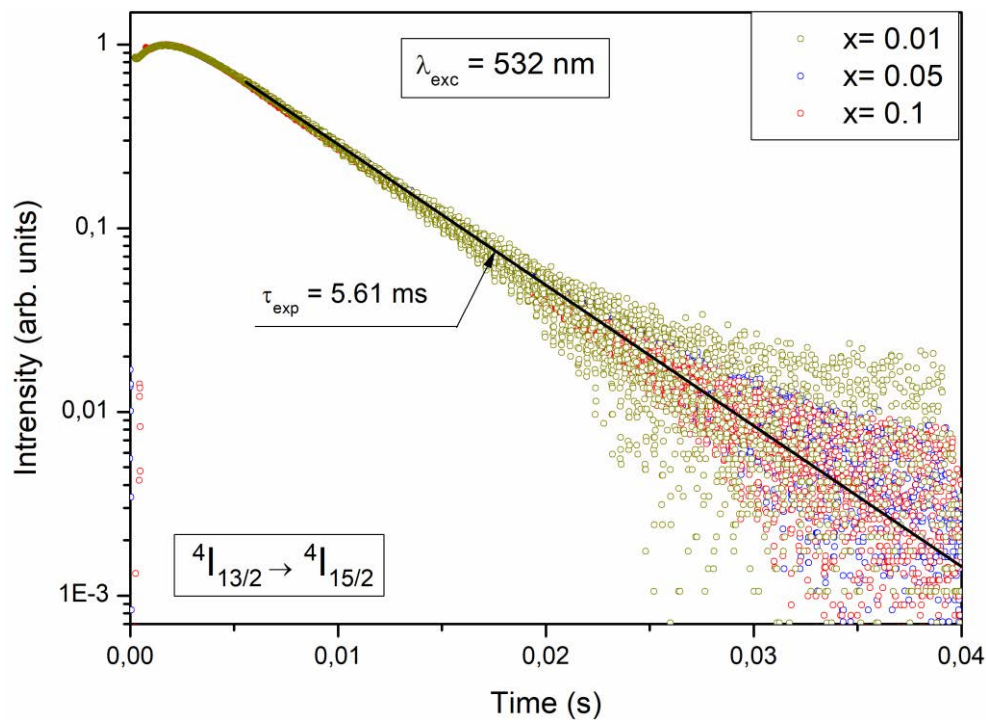 λexc = 532 nm
x= 0.01
x= 0.05
x= 0.1
τexp = 5.61 ms
4I13/2 → 4I15/2
Intrensity (arb. units)
1
0,1
0,01
1E-3
0,00
0,01
0,02
0,03
0,04
Time (s)